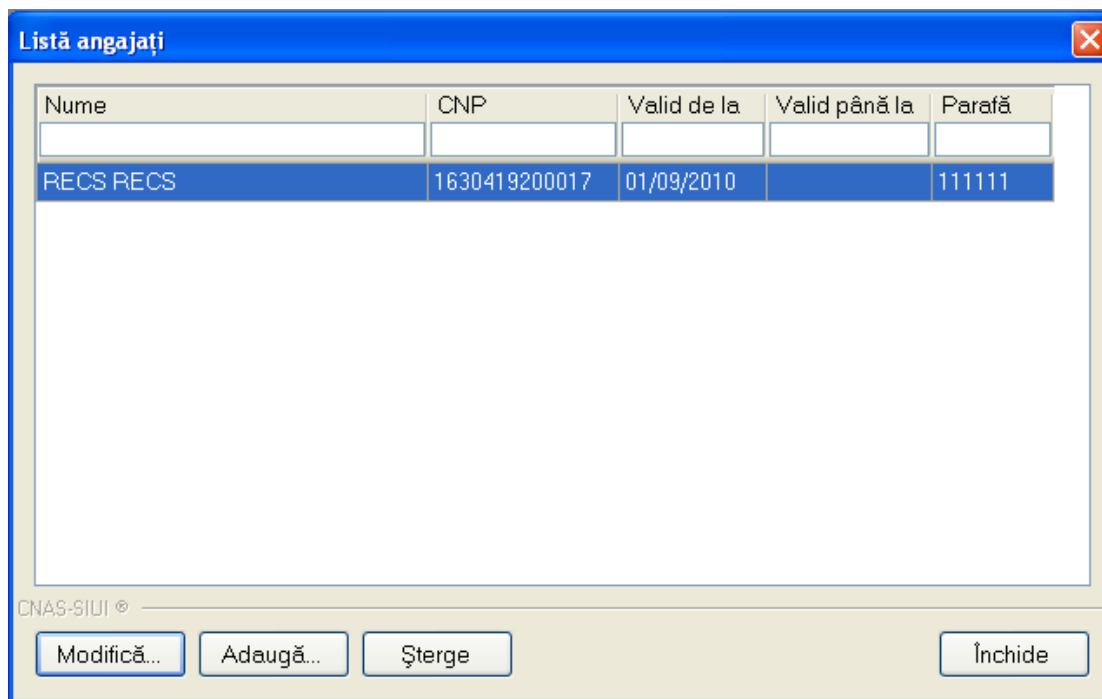 Listă angajați
Nume CNP Valid de la Valid până la Parafă
RECS RECS 1630419200017 01/09/2010 111111
CNAS-SIUI ®
Modifică... Adaugă... Şterge Închide